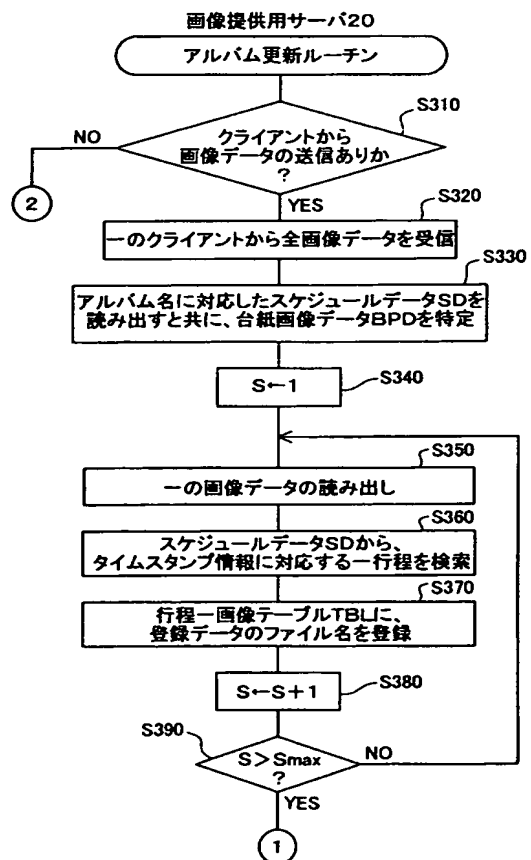 画像提供用サーバ20
アルバム更新ルーチン
S310
クライアントから
画像データの送信ありか
?
NO
YES
2
S320
一のクライアントから全画像データを受信
S330
アルバム名に対応したスケジュールデータSDを
読み出すと共に、台紙画像データBPDを特定
S←1
S340
S350
一の画像データの読み出し
S360
スケジュールデータSDから、
タイムスタンプ情報に対応する一行程を検索
S370
行程ー画像テーブルTBLに、
登録データのファイル名を登録
S←S+1
S380
S390
S>Smax
?
NO
YES
1